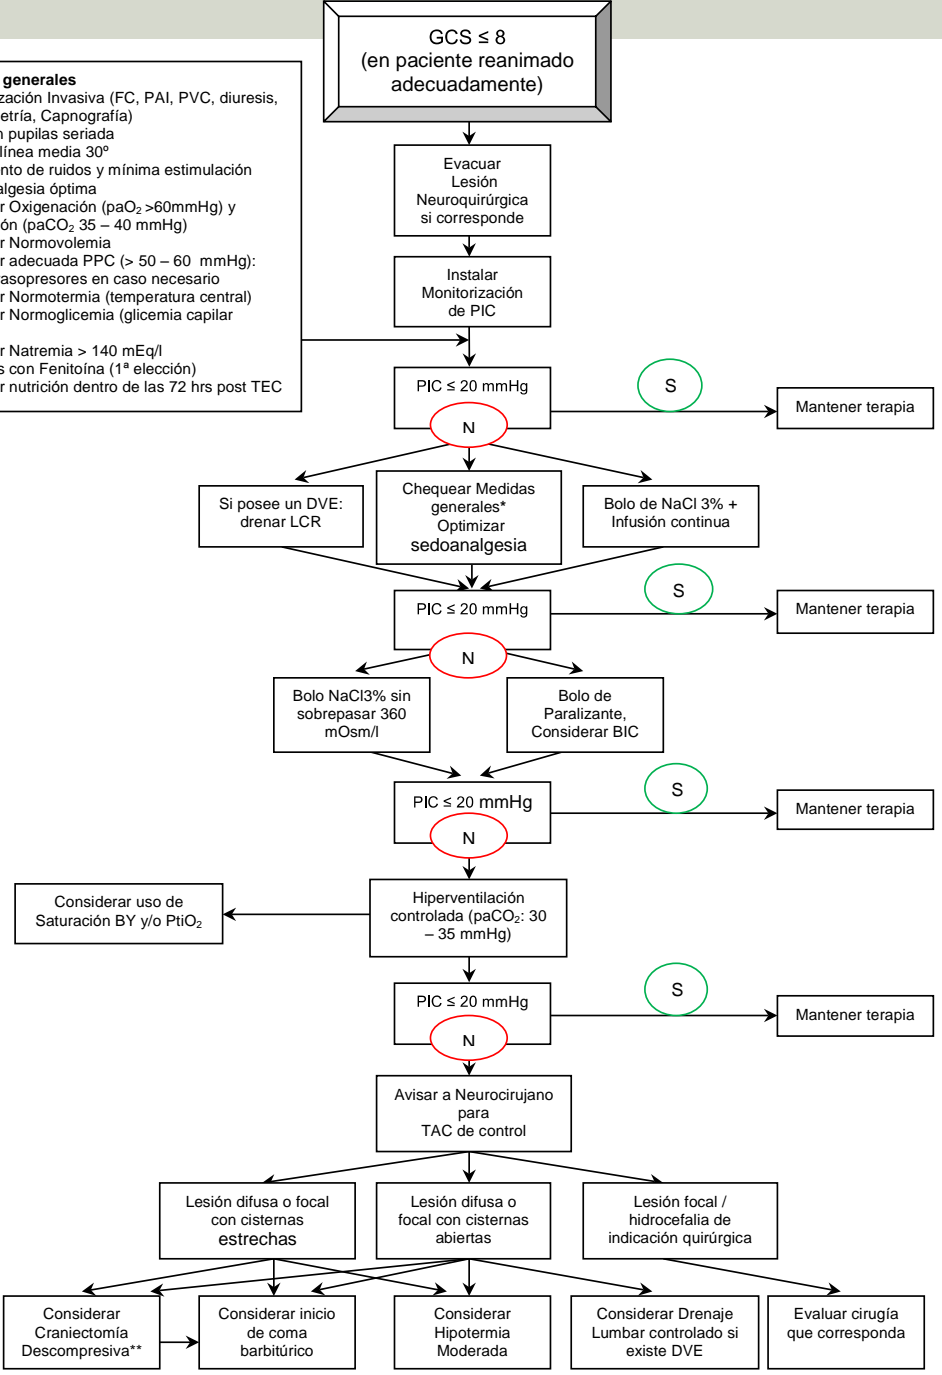 GCS ≤ 8
(en paciente reanimado
adecuadamente)
generales
ización Invasiva (FC, PAI, PVC, diuresis,
etría, Capnografía)
n pupilas seriada
línea media 30º
nto de ruidos y mínima estimulación
algesia óptima
r Oxigenación (paO₂ >60mmHg) y
ón (paCO₂ 35 – 40 mmHg)
r Normovolemia
r adecuada PPC (> 50 – 60 mmHg):
rasopresores en caso necesario
r Normotermia (temperatura central)
r Normoglicemia (glicemia capilar
r Natremia > 140 mEq/l
s con Fenitoína (1ª elección)
r nutrición dentro de las 72 hrs post TEC
Evacuar
Lesión
Neuroquirúrgica
si corresponde
Instalar
Monitorización
de PIC
PIC ≤ 20 mmHg
S
Mantener terapia
N
Si posee un DVE:
drenar LCR
Chequear Medidas
generales*
Optimizar
sedoanalgesia
Bolo de NaCl 3% +
Infusión continua
PIC ≤ 20 mmHg
S
Mantener terapia
N
Bolo NaCl3% sin
sobrepasar 360
mOsm/l
Bolo de
Paralizante,
Considerar BIC
PIC ≤ 20 mmHg
S
Mantener terapia
N
Hiperventilación
controlada (paCO₂: 30
– 35 mmHg)
Considerar uso de
Saturación BY y/o PtiO₂
PIC ≤ 20 mmHg
S
Mantener terapia
N
Avisar a Neurocirujano
para
TAC de control
Lesión difusa o focal
con cisternas
estrechas
Lesión difusa o
focal con cisternas
abiertas
Lesión focal /
hidrocefalia de
indicación quirúrgica
Considerar
Craniectomía
Descompresiva**
Considerar inicio
de coma
barbitúrico
Considerar
Hipotermia
Moderada
Considerar Drenaje
Lumbar controlado si
existe DVE
Evaluar cirugía
que corresponda